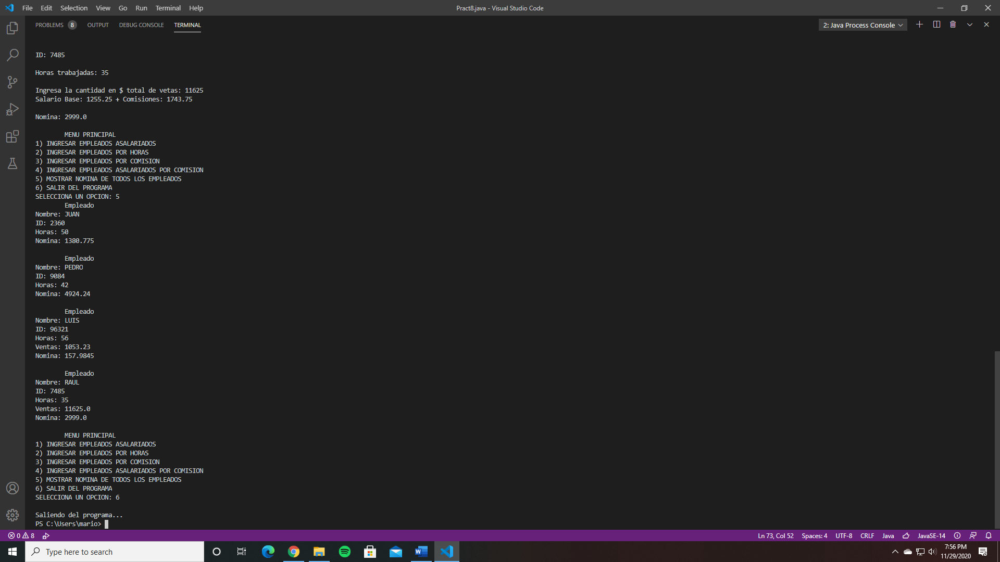 File Edit Selection View Go Run Terminal Help
Pract8.java - Visual Studio Code
PROBLEMS 8 OUTPUT DEBUG CONSOLE TERMINAL
2: Java Process Console
ID: 7485
Horas trabajadas: 35
Ingresa la cantidad en $ total de vetas: 11625
Salario Base: 1255.25 + Comisiones: 1743.75
Nomina: 2999.0
MENU PRINCIPAL
1) INGRESAR EMPLEADOS ASALARIADOS
2) INGRESAR EMPLEADOS POR HORAS
3) INGRESAR EMPLEADOS POR COMISION
4) INGRESAR EMPLEADOS ASALARIADOS POR COMISION
5) MOSTRAR NOMINA DE TODOS LOS EMPLEADOS
6) SALIR DEL PROGRAMA
SELECCIONA UN OPCION: 5
Empleado
Nombre: JUAN
ID: 2360
Horas: 50
Nomina: 1380.775
Empleado
Nombre: PEDRO
ID: 9084
Horas: 42
Nomina: 4924.24
Empleado
Nombre: LUIS
ID: 96321
Horas: 56
Ventas: 1053.23
Nomina: 157.9845
Empleado
Nombre: RAUL
ID: 7485
Horas: 35
Ventas: 11625.0
Nomina: 2999.0
MENU PRINCIPAL
1) INGRESAR EMPLEADOS ASALARIADOS
2) INGRESAR EMPLEADOS POR HORAS
3) INGRESAR EMPLEADOS POR COMISION
4) INGRESAR EMPLEADOS ASALARIADOS POR COMISION
5) MOSTRAR NOMINA DE TODOS LOS EMPLEADOS
6) SALIR DEL PROGRAMA
SELECCIONA UN OPCION: 6
Saliendo del programa...
PS C:\Users\mario>
0 8
Ln 73, Col 52 Spaces: 4 UTF-8 CRLF Java JavaSE-14
Type here to search
7:56 PM
11/29/2020